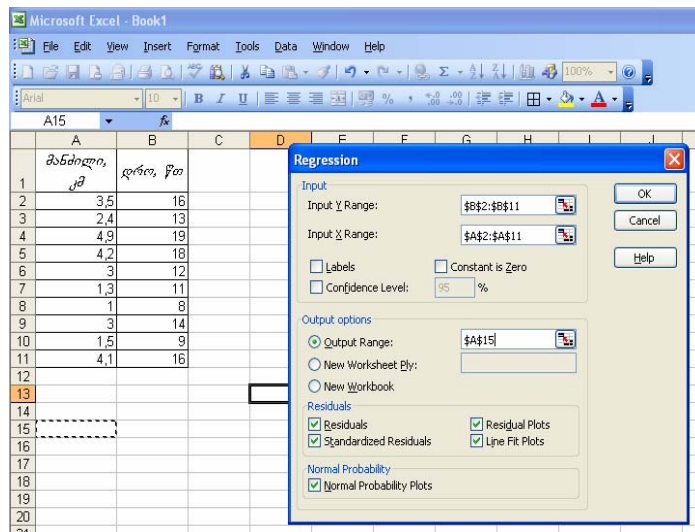 Microsoft Excel - Book1
File Edit View Insert Format Tools Data Window Help
100%
Arial 10 B I U % , A
A15 fx
A B C D E F G H I J
1 მანძილი, კმ დრო, წთ
2 3,5 16
3 2,4 13
4 4,9 19
5 4,2 18
6 3 12
7 1,3 11
8 1 8
9 3 14
10 1,5 9
11 4,1 16
12
13
14
15
16
17
18
19
20
21
Regression
Input
Input Y Range: $B$2:$B$11
Input X Range: $A$2:$A$11
Labels Constant is Zero
Confidence Level: 95 %
Output options
Output Range: $A$15
New Worksheet Ply:
New Workbook
Residuals
Residuals Residual Plots
Standardized Residuals Line Fit Plots
Normal Probability
Normal Probability Plots
OK
Cancel
Help